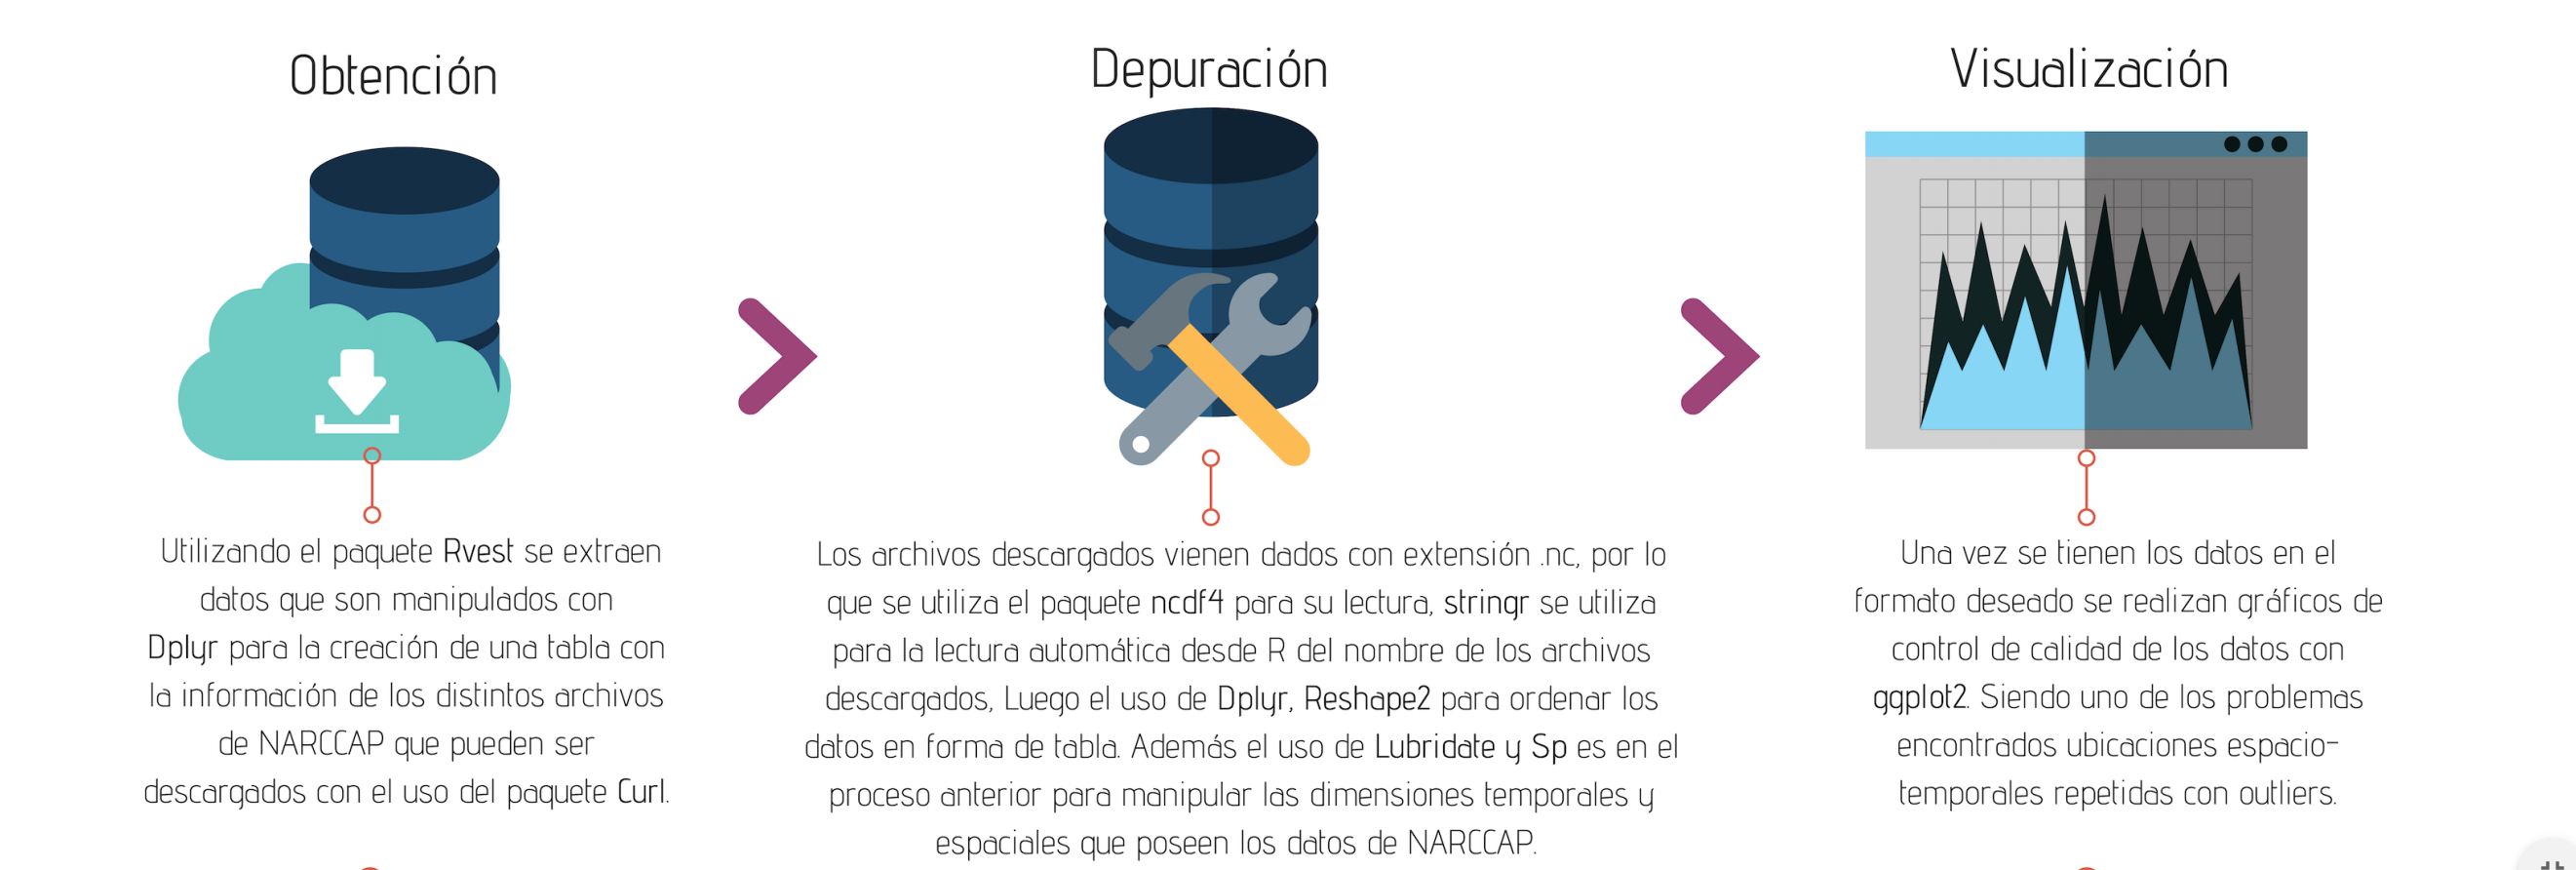 Obtención
Utilizando el paquete Rvest se extraen
datos que son manipulados con
Dplyr para la creación de una tabla con
la información de los distintos archivos
de NARCCAP que pueden ser
descargados con el uso del paquete Curl.
Depuración
Los archivos descargados vienen dados con extensión .nc, por lo
que se utiliza el paquete ncdf4 para su lectura, stringr se utiliza
para la lectura automática desde R del nombre de los archivos
descargados, Luego el uso de Dplyr, Reshape2 para ordenar los
datos en forma de tabla. Además el uso de Lubridate y Sp es en el
proceso anterior para manipular las dimensiones temporales y
espaciales que poseen los datos de NARCCAP.
Visualización
Una vez se tienen los datos en el
formato deseado se realizan gráficos de
control de calidad de los datos con
ggplot2. Siendo uno de los problemas
encontrados ubicaciones espacio-
temporales repetidas con outliers.